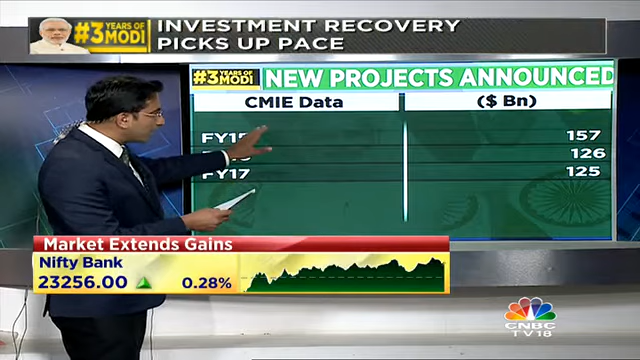 #3 YEARS OF MODI
INVESTMENT RECOVERY
PICKS UP PACE
#3 YEARS OF MODI
NEW PROJECTS ANNOUNCED
CMIE Data
($ Bn)
157
126
FY17
125
Market Extends Gains
Nifty Bank
23256.00
0.28%
CNBC
TV18